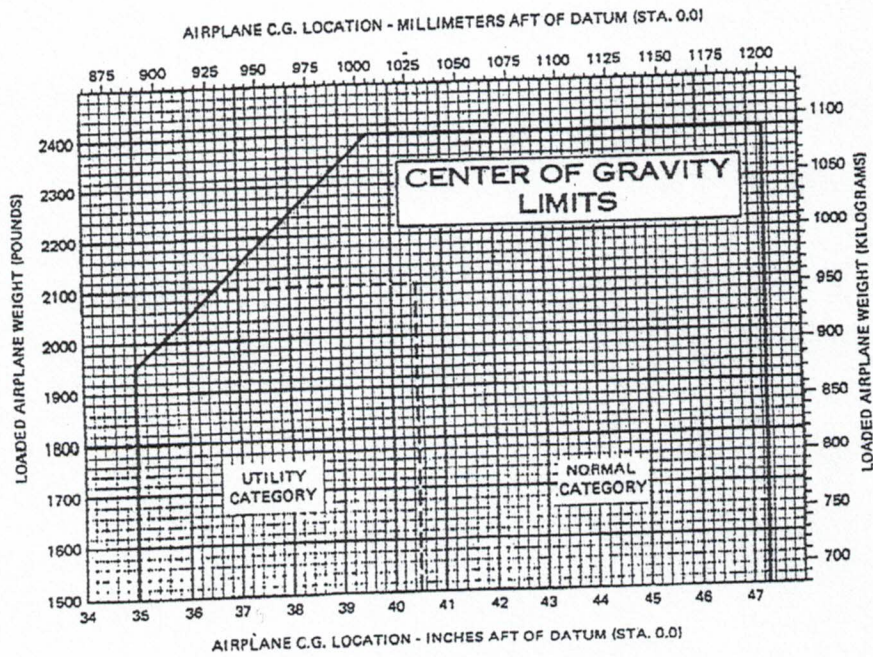 AIRPLANE C.G. LOCATION - MILLIMETERS AFT OF DATUM (STA. 0.0)
875 900 925 950 975 1000 1025 1050 1075 1100 1125 1150 1175 1200
LOADED AIRPLANE WEIGHT (POUNDS)
2400
2300
2200
2100
2000
1900
1800
1700
1600
1500
CENTER OF GRAVITY
LIMITS
UTILITY
CATEGORY
NORMAL
CATEGORY
1100
1050
1000
950
900
850
800
750
700
LOADED AIRPLANE WEIGHT (KILOGRAMS)
34 35 36 37 38 39 40 41 42 43 44 45 46 47
AIRPLANE C.G. LOCATION - INCHES AFT OF DATUM (STA. 0.0)